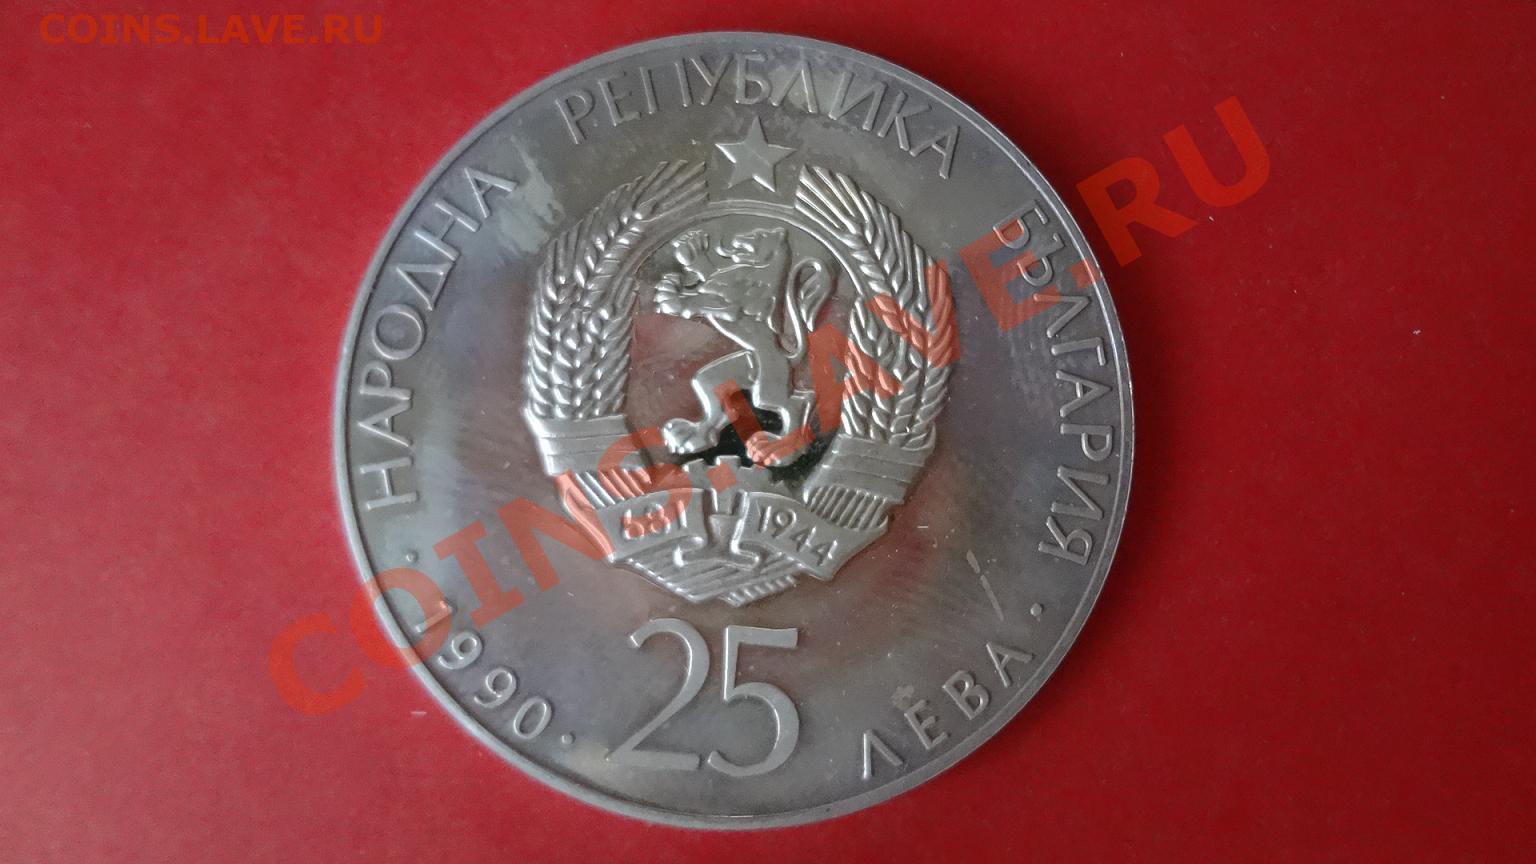 COINS.LAVE.RU
НАРОДНА РЕПУБЛИКА БЪЛГАРИЯ
681 1944
25
· 1990 · ЛЕВА ·
COINS.LAVE.RU